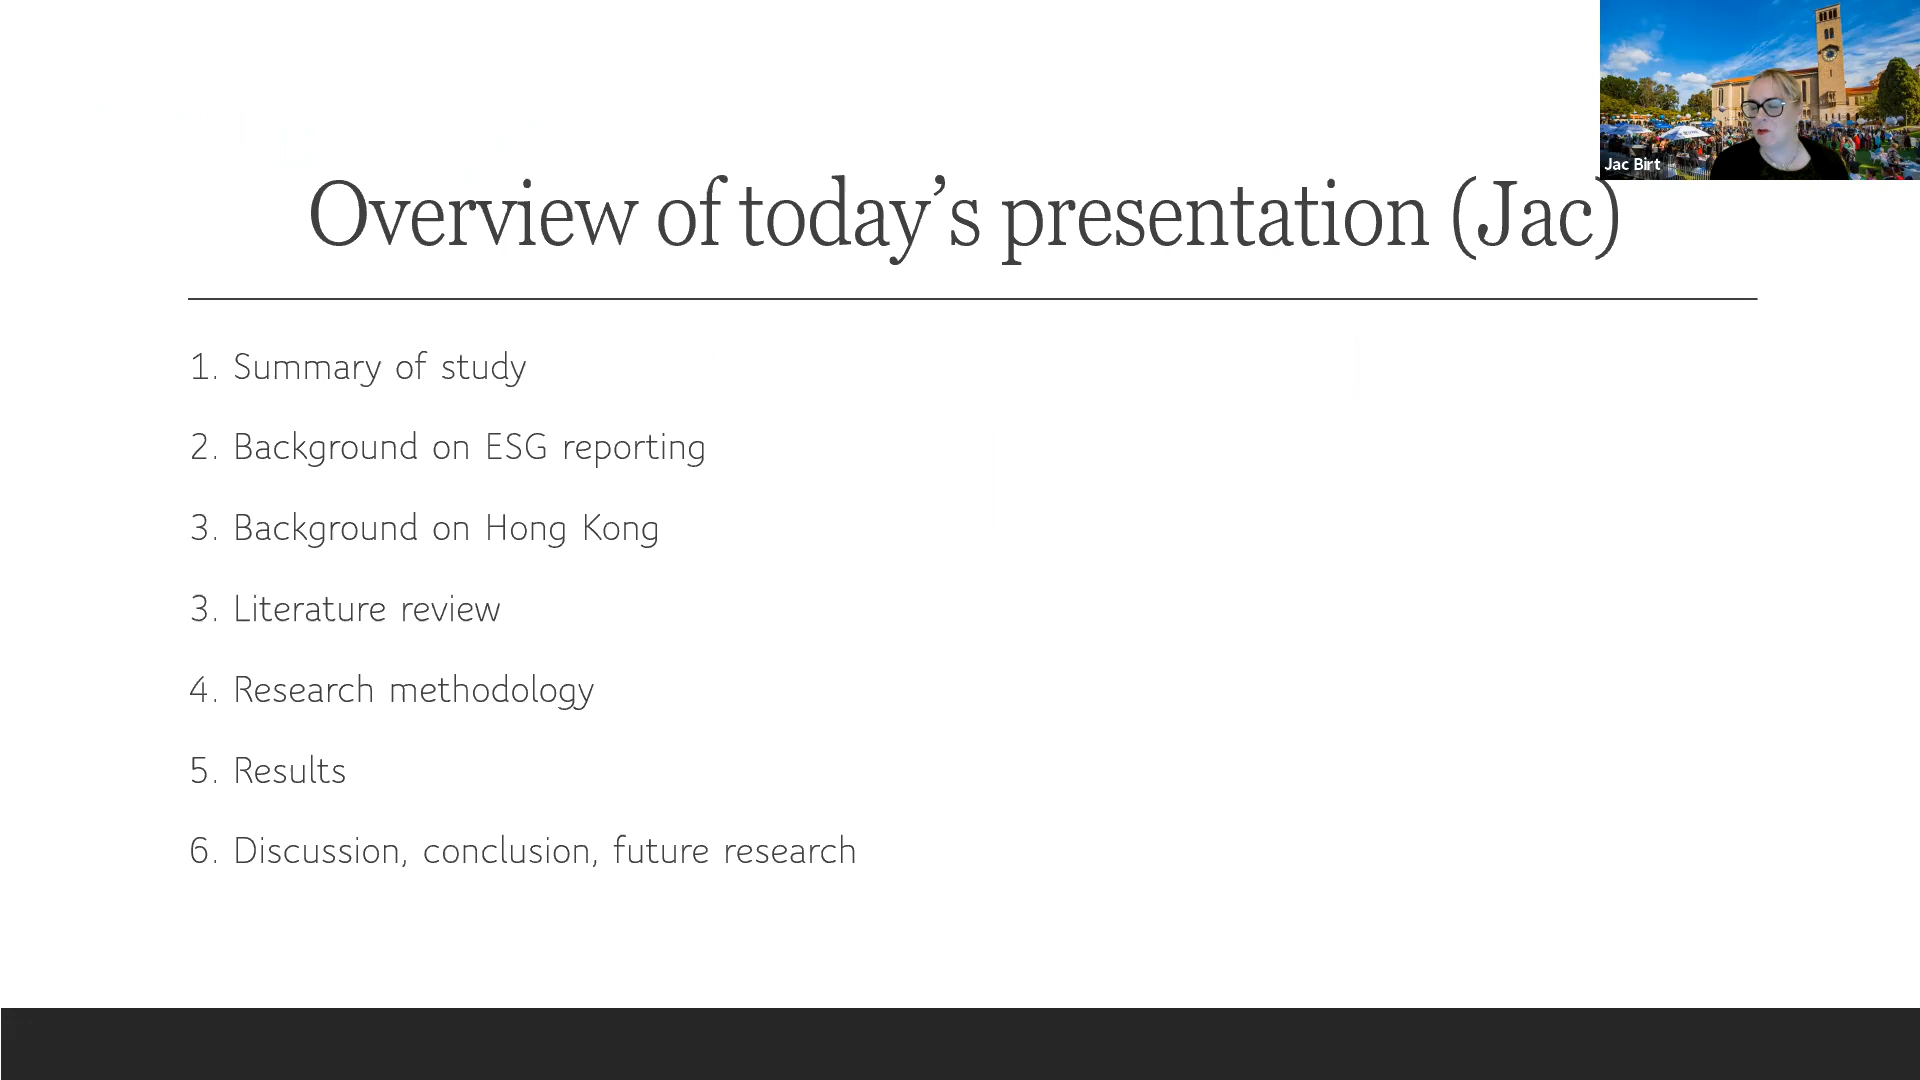 Jac Birt
Overview of today’s presentation (Jac)
1. Summary of study
2. Background on ESG reporting
3. Background on Hong Kong
3. Literature review
4. Research methodology
5. Results
6. Discussion, conclusion, future research